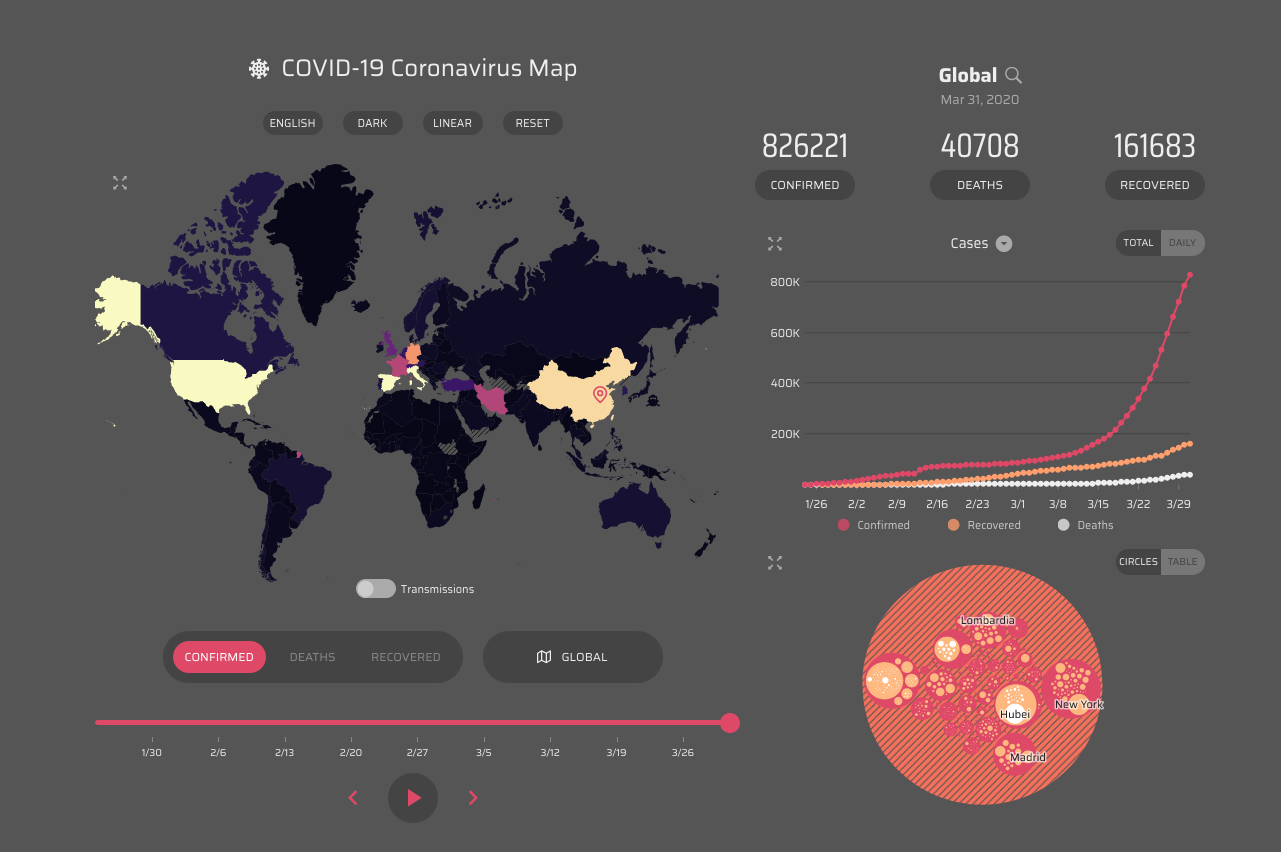 COVID-19 Coronavirus Map
ENGLISH DARK LINEAR RESET
Transmissions
CONFIRMED DEATHS RECOVERED
GLOBAL
1/30 2/6 2/13 2/20 2/27 3/5 3/12 3/19 3/26
Global
Mar 31, 2020
826221 40708 161683
CONFIRMED DEATHS RECOVERED
Cases
TOTAL DAILY
800K
600K
400K
200K
1/26 2/2 2/9 2/16 2/23 3/1 3/8 3/15 3/22 3/29
Confirmed Recovered Deaths
CIRCLES TABLE
Lombardia
New York
Hubei
Madrid